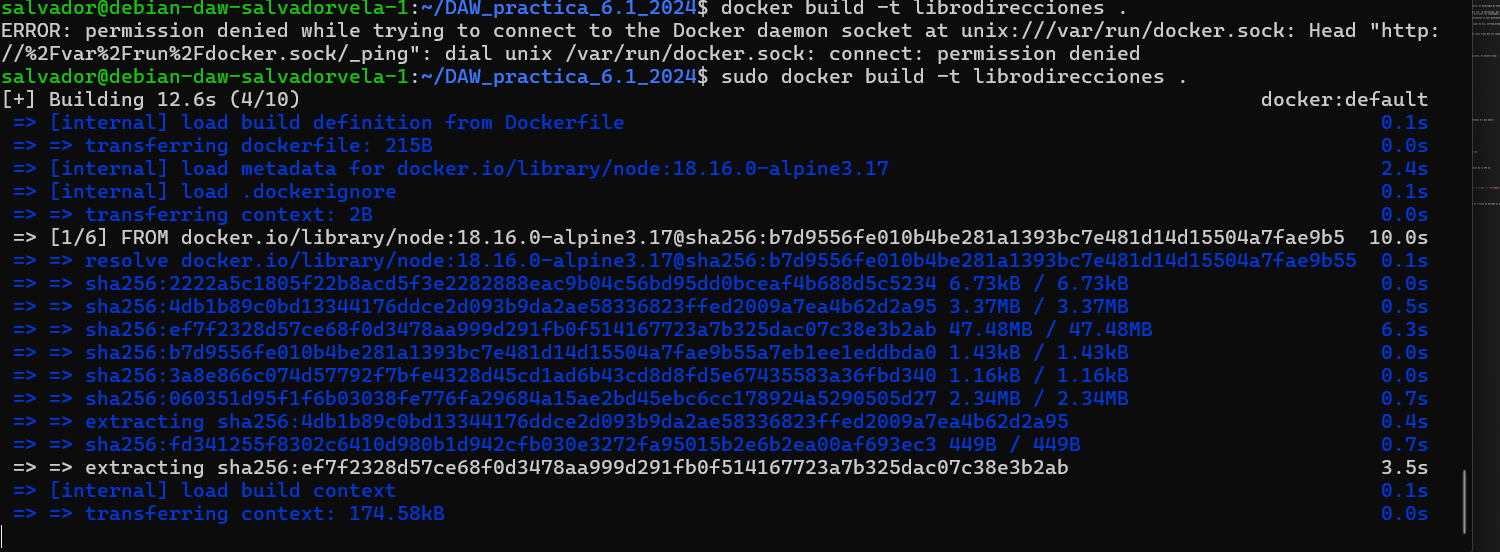 salvador@debian-daw-salvadorvela-1:~/DAW_practica_6.1_2024$ docker build -t librodirecciones .
ERROR: permission denied while trying to connect to the Docker daemon socket at unix:///var/run/docker.sock: Head "http:
//%2Fvar%2Frun%2Fdocker.sock/_ping": dial unix /var/run/docker.sock: connect: permission denied
salvador@debian-daw-salvadorvela-1:~/DAW_practica_6.1_2024$ sudo docker build -t librodirecciones .
[+] Building 12.6s (4/10) docker:default
=> [internal] load build definition from Dockerfile 0.1s
=> => transferring dockerfile: 215B 0.0s
=> [internal] load metadata for docker.io/library/node:18.16.0-alpine3.17 2.4s
=> [internal] load .dockerignore 0.1s
=> => transferring context: 2B 0.0s
=> [1/6] FROM docker.io/library/node:18.16.0-alpine3.17@sha256:b7d9556fe010b4be281a1393bc7e481d14d15504a7fae9b5 10.0s
=> => resolve docker.io/library/node:18.16.0-alpine3.17@sha256:b7d9556fe010b4be281a1393bc7e481d14d15504a7fae9b55 0.1s
=> => sha256:2222a5c1805f22b8acd5f3e2282888eac9b04c56bd95dd0bceaf4b688d5c5234 6.73kB / 6.73kB 0.0s
=> => sha256:4db1b89c0bd13344176ddce2d093b9da2ae58336823ffed2009a7ea4b62d2a95 3.37MB / 3.37MB 0.5s
=> => sha256:ef7f2328d57ce68f0d3478aa999d291fb0f514167723a7b325dac07c38e3b2ab 47.48MB / 47.48MB 6.3s
=> => sha256:b7d9556fe010b4be281a1393bc7e481d14d15504a7fae9b55a7eb1ee1eddbda0 1.43kB / 1.43kB 0.0s
=> => sha256:3a8e866c074d57792f7bfe4328d45cd1ad6b43cd8d8fd5e67435583a36fbd340 1.16kB / 1.16kB 0.0s
=> => sha256:060351d95f1f6b03038fe776fa29684a15ae2bd45ebc6cc178924a5290505d27 2.34MB / 2.34MB 0.7s
=> => extracting sha256:4db1b89c0bd13344176ddce2d093b9da2ae58336823ffed2009a7ea4b62d2a95 0.4s
=> => sha256:fd341255f8302c6410d980b1d942cfb030e3272fa95015b2e6b2ea00af693ec3 449B / 449B 0.7s
=> => extracting sha256:ef7f2328d57ce68f0d3478aa999d291fb0f514167723a7b325dac07c38e3b2ab 3.5s
=> [internal] load build context 0.1s
=> => transferring context: 174.58kB 0.0s